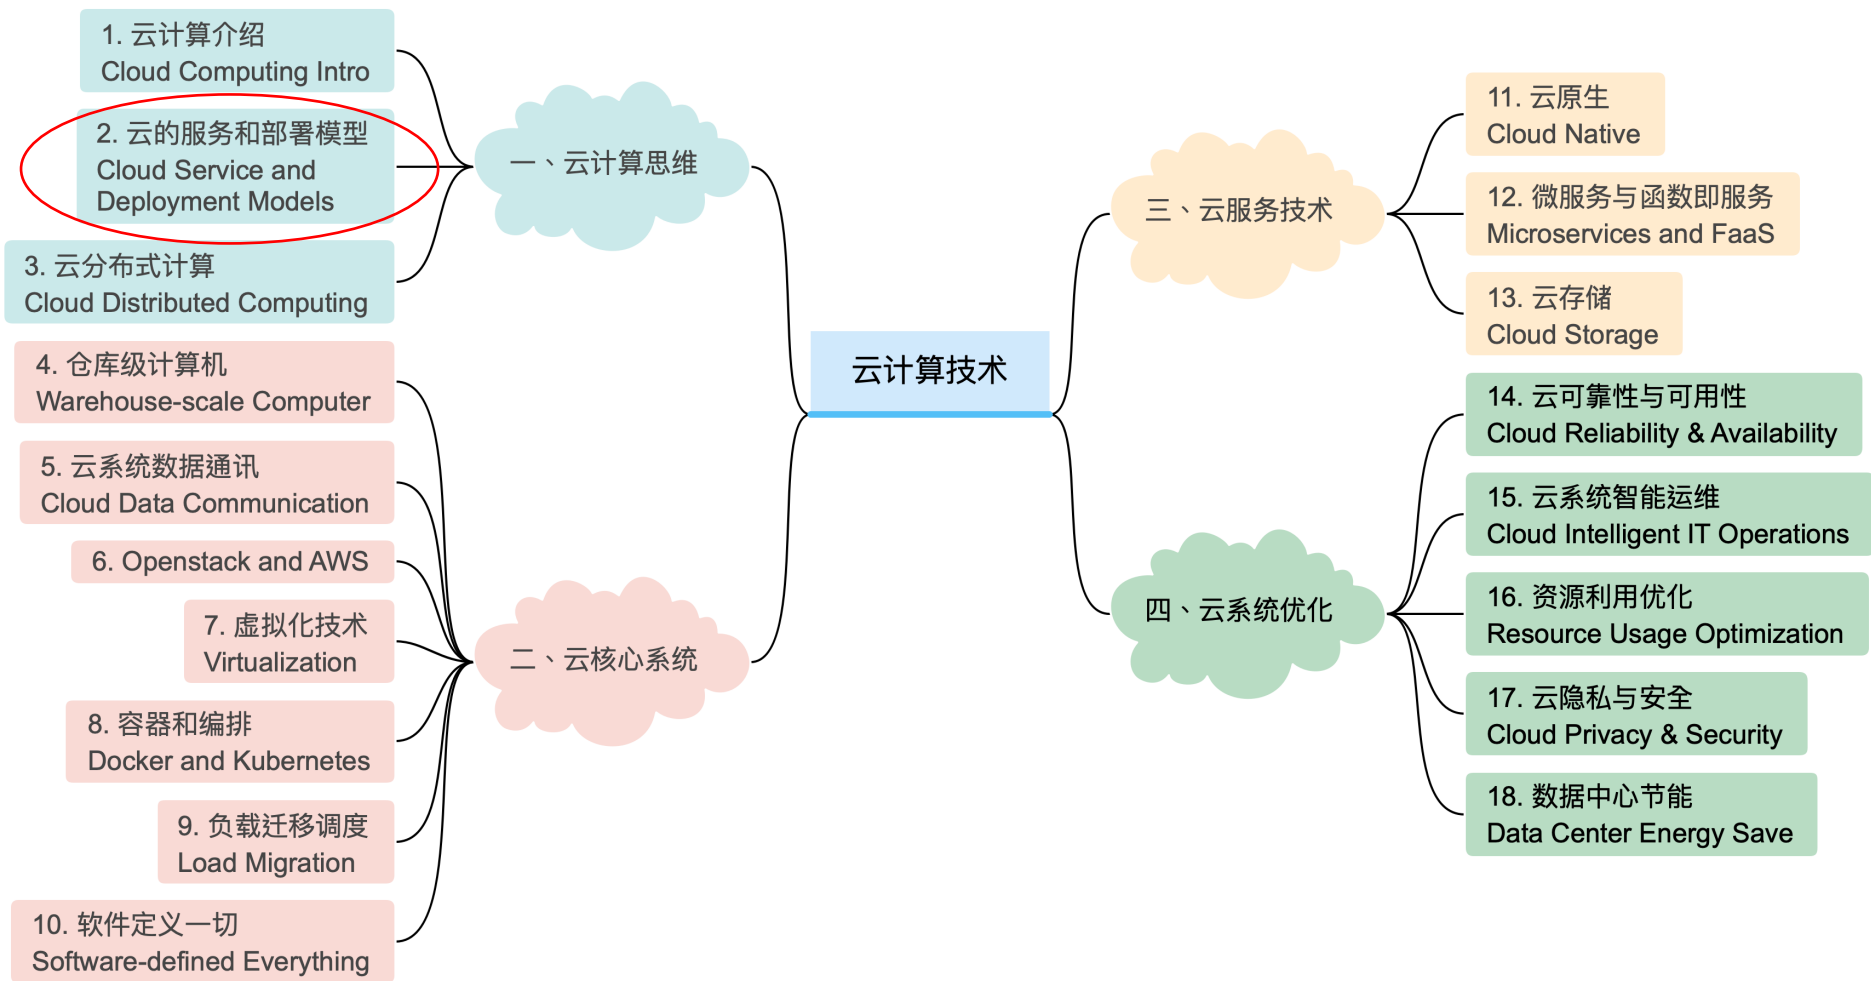 1. 云计算介绍
Cloud Computing Intro
2. 云的服务和部署模型
Cloud Service and
Deployment Models
3. 云分布式计算
Cloud Distributed Computing
一、云计算思维
4. 仓库级计算机
Warehouse-scale Computer
5. 云系统数据通讯
Cloud Data Communication
6. Openstack and AWS
7. 虚拟化技术
Virtualization
8. 容器和编排
Docker and Kubernetes
9. 负载迁移调度
Load Migration
10. 软件定义一切
Software-defined Everything
二、云核心系统
云计算技术
三、云服务技术
11. 云原生
Cloud Native
12. 微服务与函数即服务
Microservices and FaaS
13. 云存储
Cloud Storage
四、云系统优化
14. 云可靠性与可用性
Cloud Reliability & Availability
15. 云系统智能运维
Cloud Intelligent IT Operations
16. 资源利用优化
Resource Usage Optimization
17. 云隐私与安全
Cloud Privacy & Security
18. 数据中心节能
Data Center Energy Save